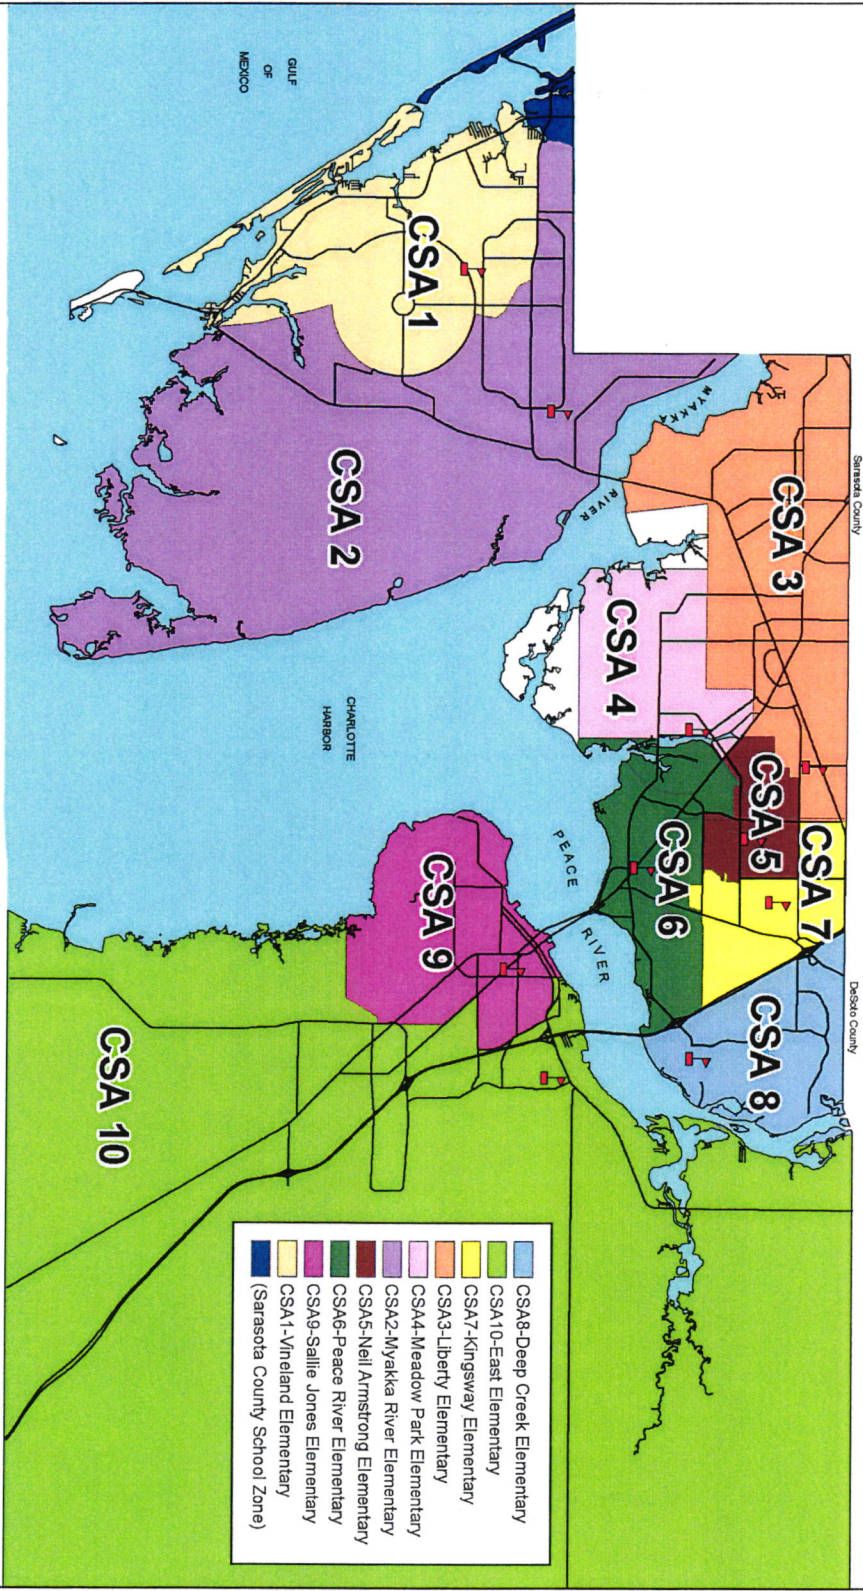 Sarasota County
DeSoto County
GULF
OF
MEXICO
MYAKKA
RIVER
CHARLOTTE
HARBOR
PEACE
RIVER
CSA 1
CSA 2
CSA 3
CSA 4
CSA 5
CSA 6
CSA 7
CSA 8
CSA 9
CSA 10
CSA8-Deep Creek Elementary
CSA10-East Elementary
CSA7-Kingsway Elementary
CSA3-Liberty Elementary
CSA4-Meadow Park Elementary
CSA2-Myakka River Elementary
CSA5-Neil Armstrong Elementary
CSA6-Peace River Elementary
CSA9-Sallie Jones Elementary
CSA1-Vineland Elementary
(Sarasota County School Zone)